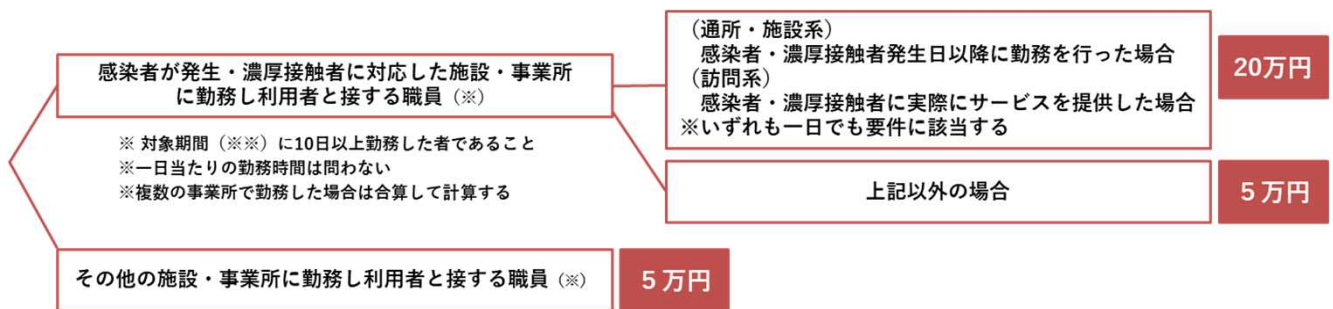 感染者が発生・濃厚接触者に対応した施設・事業所
に勤務し利用者と接する職員（※）
※ 対象期間（※※）に10日以上勤務した者であること
※一日当たりの勤務時間は問わない
※複数の事業所で勤務した場合は合算して計算する
（通所・施設系）
感染者・濃厚接触者発生日以降に勤務を行った場合
（訪問系）
感染者・濃厚接触者に実際にサービスを提供した場合
※いずれも一日でも要件に該当する
20万円
上記以外の場合
５万円
その他の施設・事業所に勤務し利用者と接する職員（※）
５万円